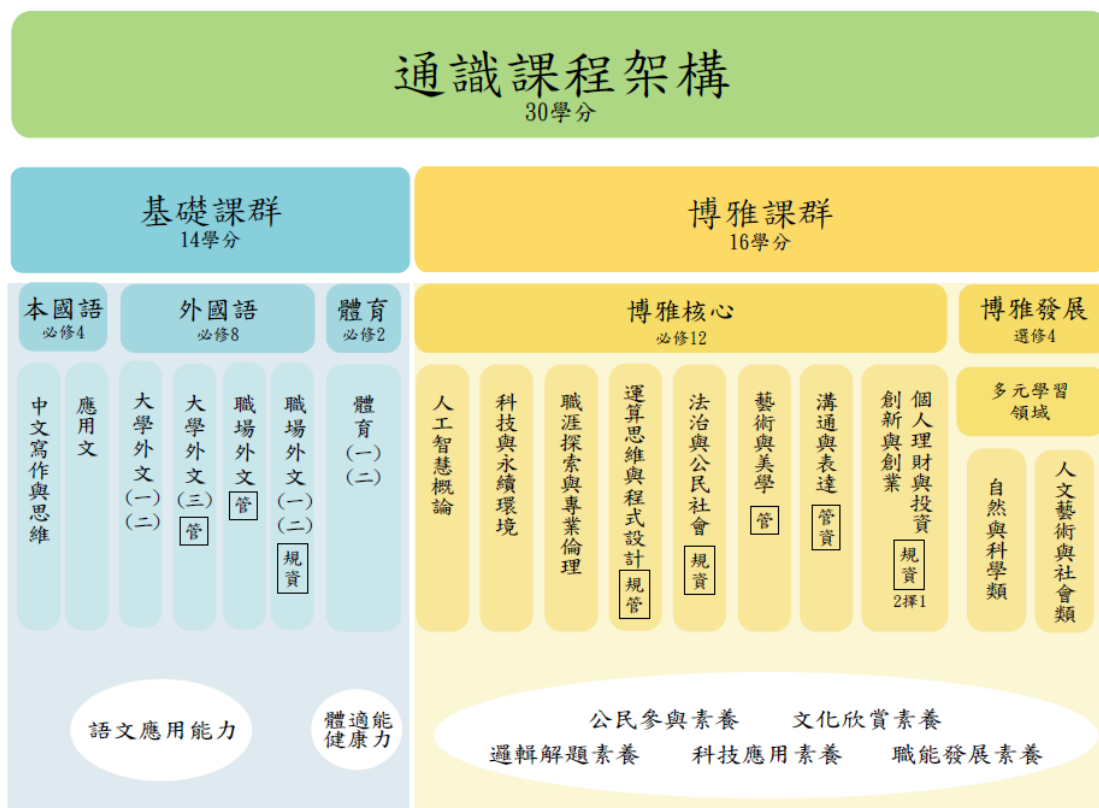 通識課程架構
30學分
基礎課群
14學分
博雅課群
16學分
本國語
必修4
外國語
必修8
體育
必修2
博雅核心
必修12
博雅發展
選修4
中文寫作與思維
應用文
大學外文(一)(二)
大學外文(三)
管
職場外文
管
職場外文(一)(二)
規資
體育(一)(二)
人工智慧概論
科技與永續環境
職涯探索與專業倫理
運算思維與程式設計
規管
法治與公民社會
規資
藝術與美學
管
溝通與表達
管資
個人理財與投資
創新與創業
規資
2擇1
多元學習
領域
自然與科學類
人文藝術與社會類
語文應用能力
體適能
健康力
公民參與素養 文化欣賞素養
邏輯解題素養 科技應用素養 職能發展素養